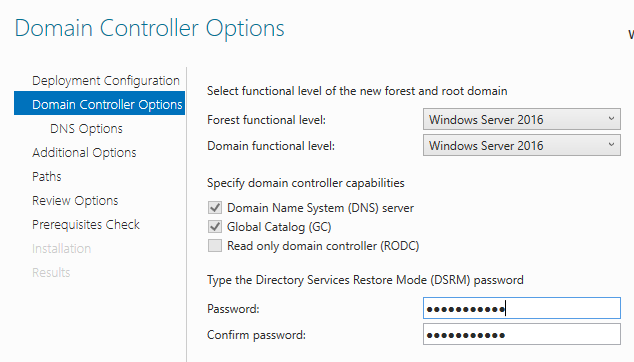 Domain Controller Options
W
Deployment Configuration
Domain Controller Options
DNS Options
Additional Options
Paths
Review Options
Prerequisites Check
Installation
Results
Select functional level of the new forest and root domain
Forest functional level: Windows Server 2016
Domain functional level: Windows Server 2016
Specify domain controller capabilities
Domain Name System (DNS) server
Global Catalog (GC)
Read only domain controller (RODC)
Type the Directory Services Restore Mode (DSRM) password
Password: ●●●●●●●●●●●
Confirm password: ●●●●●●●●●●●